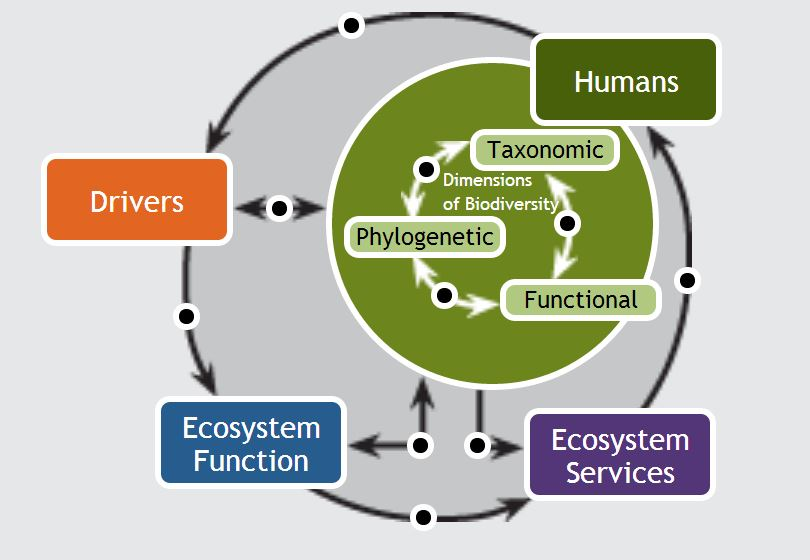 Humans
Taxonomic
Dimensions
of Biodiversity
Drivers
Phylogenetic
Functional
Ecosystem
Function
Ecosystem
Services